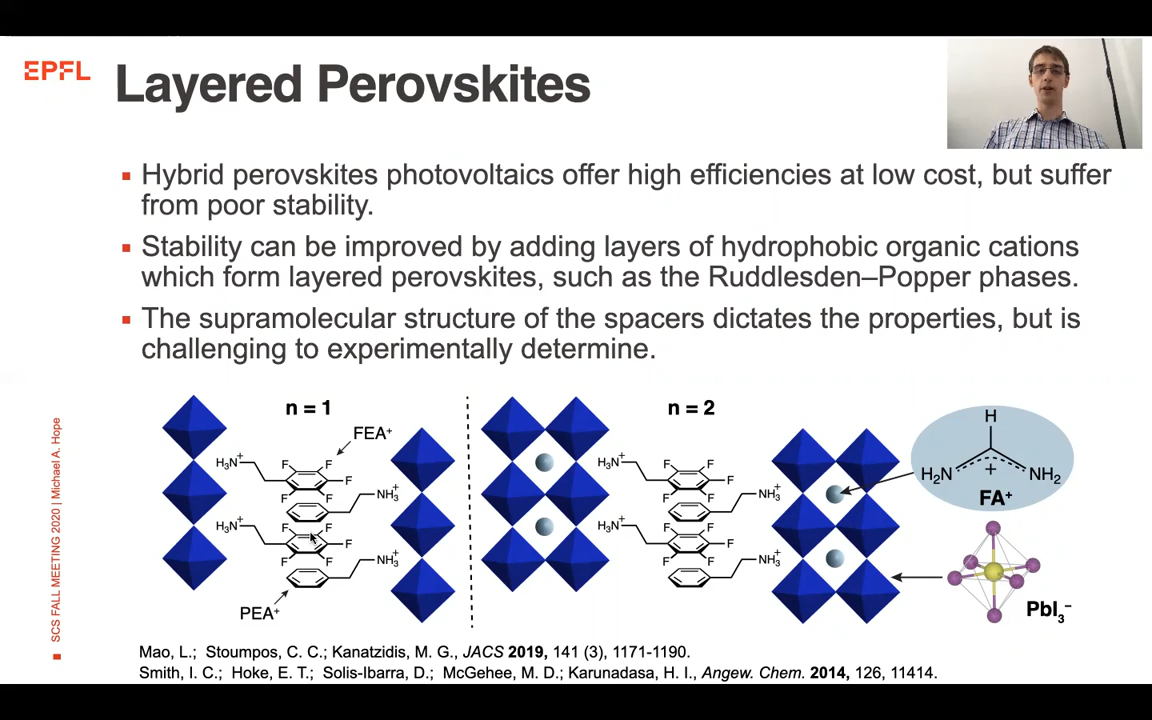 EPFL
Layered Perovskites
▪ Hybrid perovskites photovoltaics offer high efficiencies at low cost, but suffer
from poor stability.
▪ Stability can be improved by adding layers of hydrophobic organic cations
which form layered perovskites, such as the Ruddlesden–Popper phases.
▪ The supramolecular structure of the spacers dictates the properties, but is
challenging to experimentally determine.
SCS FALL MEETING 2020 | Michael A. Hope
n = 1
FEA⁺
H₃N⁺
F F
F
F F
NH₃⁺
H₃N⁺
F F
F
F F
NH₃⁺
PEA⁺
n = 2
H₃N⁺
F F
F
F F
NH₃⁺
H₃N⁺
F F
F
F F
NH₃⁺
H
H₂N + NH₂
FA⁺
PbI₃⁻
Mao, L.; Stoumpos, C. C.; Kanatzidis, M. G., JACS 2019, 141 (3), 1171-1190.
Smith, I. C.; Hoke, E. T.; Solis-Ibarra, D.; McGehee, M. D.; Karunadasa, H. I., Angew. Chem. 2014, 126, 11414.